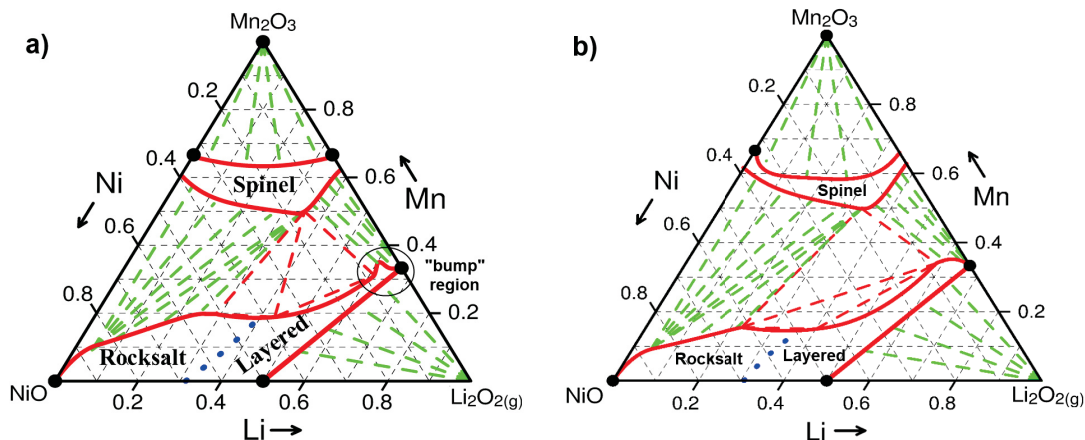 a)
Mn₂O₃
0.2
0.8
0.4
Spinel
0.6
Ni
Mn
0.6
0.4
"bump"
region
0.8
0.2
Rocksalt
Layered
NiO
Li₂O₂(g)
0.2
0.4
0.6
0.8
Li
b)
Mn₂O₃
0.2
0.8
0.4
Spinel
0.6
Ni
Mn
0.6
0.4
0.8
0.2
Rocksalt
Layered
NiO
Li₂O₂(g)
0.2
0.4
0.6
0.8
Li